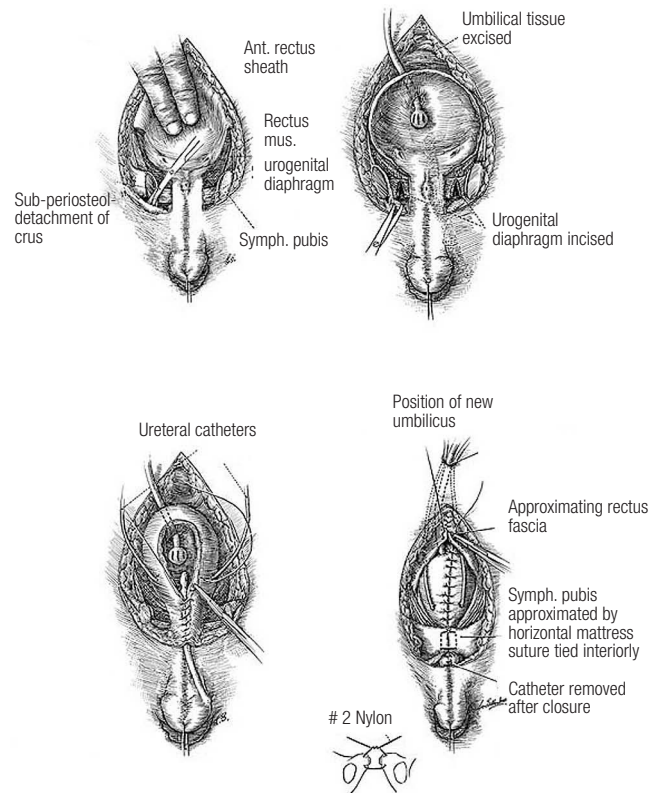 Umbilical tissue
excised
Ant. rectus
sheath
Rectus
mus.
urogenital
diaphragm
Sub-periosteol
detachment of
crus
Symph. pubis
Urogenital
diaphragm incised
Ureteral catheters
Position of new
umbilicus
Approximating rectus
fascia
Symph. pubis
approximated by
horizontal mattress
suture tied interiorly
Catheter removed
after closure
# 2 Nylon